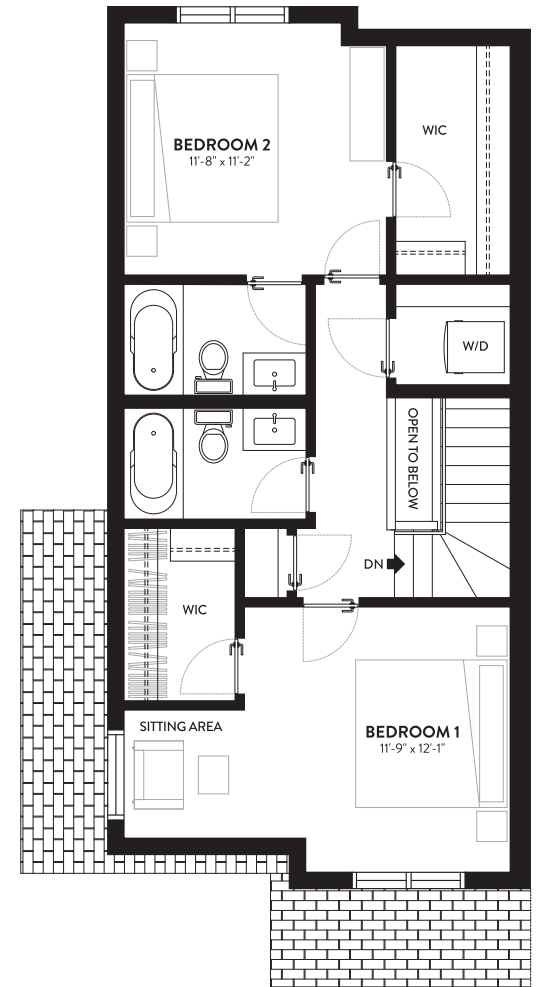 BEDROOM 2
11'-8" x 11'-2"
WIC
W/D
OPEN TO BELOW
DN
WIC
SITTING AREA
BEDROOM 1
11'-9" x 12'-1"